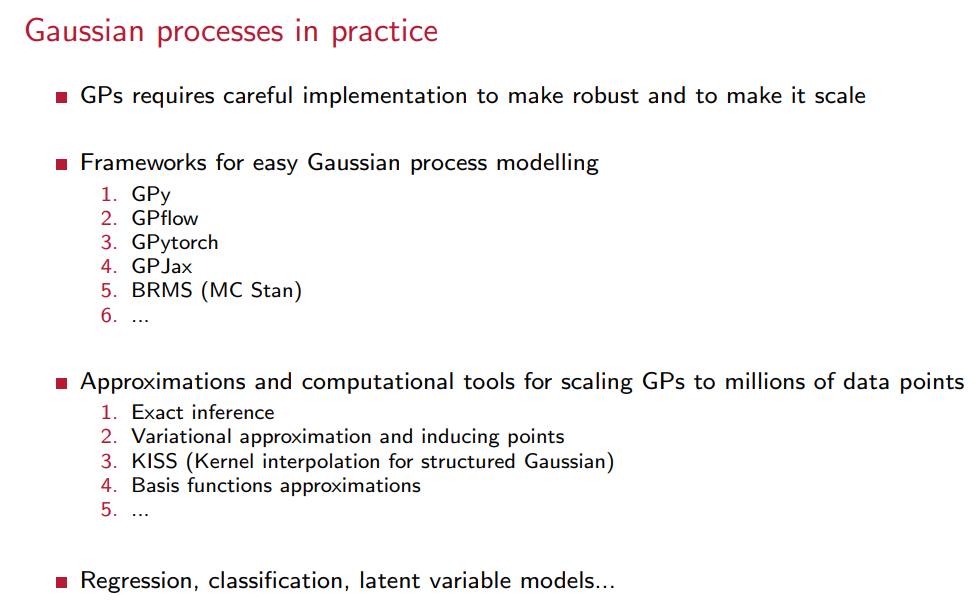 Gaussian processes in practice
GPs requires careful implementation to make robust and to make it scale
Frameworks for easy Gaussian process modelling
1. GPy
2. GPflow
3. GPytorch
4. GPJax
5. BRMS (MC Stan)
6. ...
Approximations and computational tools for scaling GPs to millions of data points
1. Exact inference
2. Variational approximation and inducing points
3. KISS (Kernel interpolation for structured Gaussian)
4. Basis functions approximations
5. ...
Regression, classification, latent variable models...